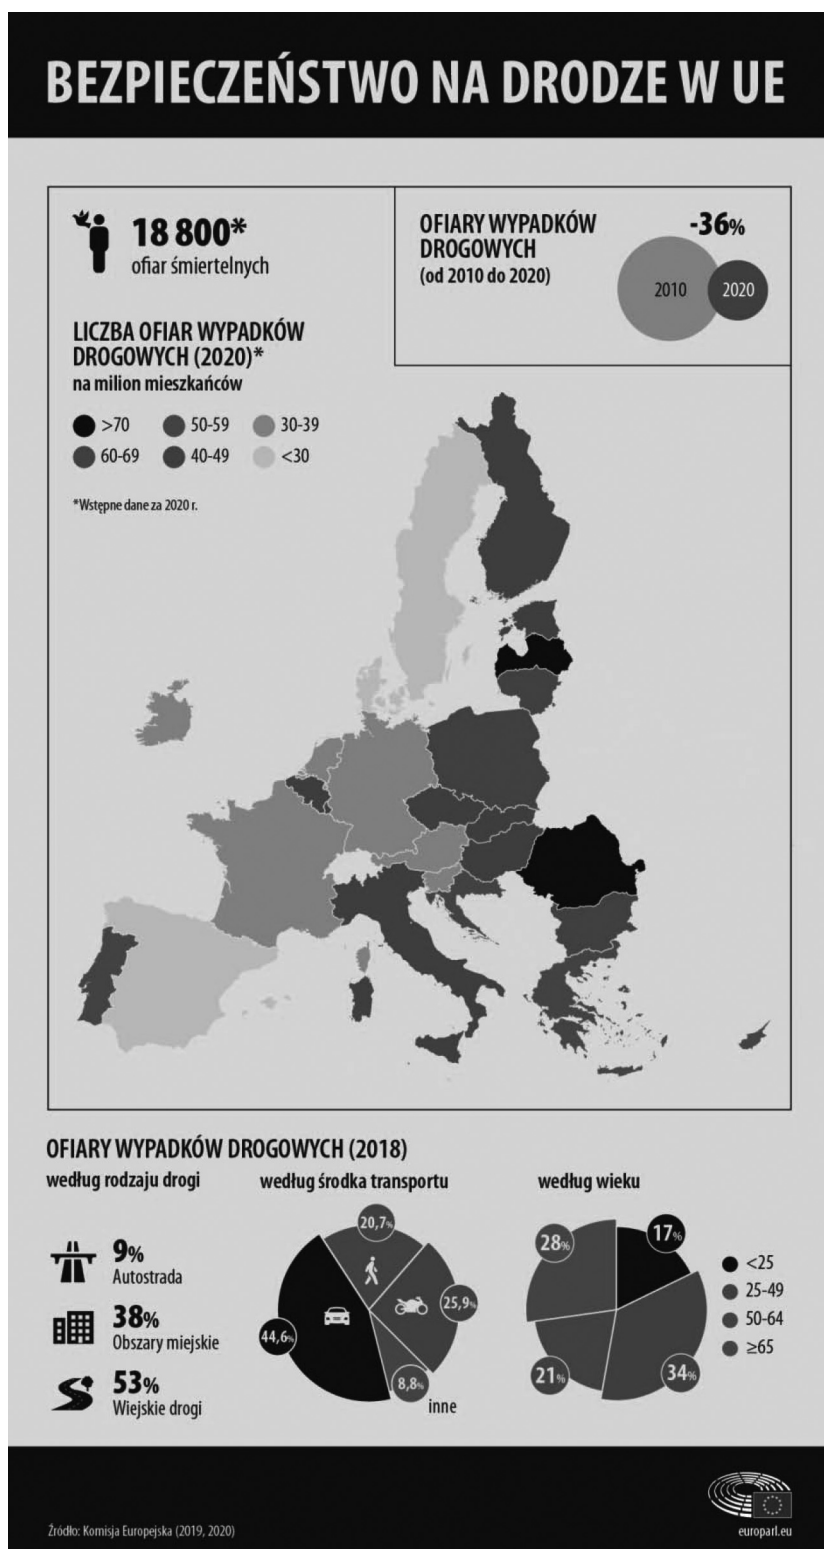 BEZPIECZEŃSTWO NA DRODZE W UE
18 800*
ofiar śmiertelnych
OFIARY WYPADKÓW
DROGOWYCH
(od 2010 do 2020)
-36%
2010
2020
LICZBA OFIAR WYPADKÓW
DROGOWYCH (2020)*
na milion mieszkańców
>70
50-59
30-39
60-69
40-49
<30
*Wstępne dane za 2020 r.
OFIARY WYPADKÓW DROGOWYCH (2018)
według rodzaju drogi
9%
Autostrada
38%
Obszary miejskie
53%
Wiejskie drogi
według środka transportu
20,7%
25,9%
44,6%
8,8%
inne
według wieku
28%
17%
21%
34%
<25
25-49
50-64
≥65
Źródło: Komisja Europejska (2019, 2020)
europarl.eu